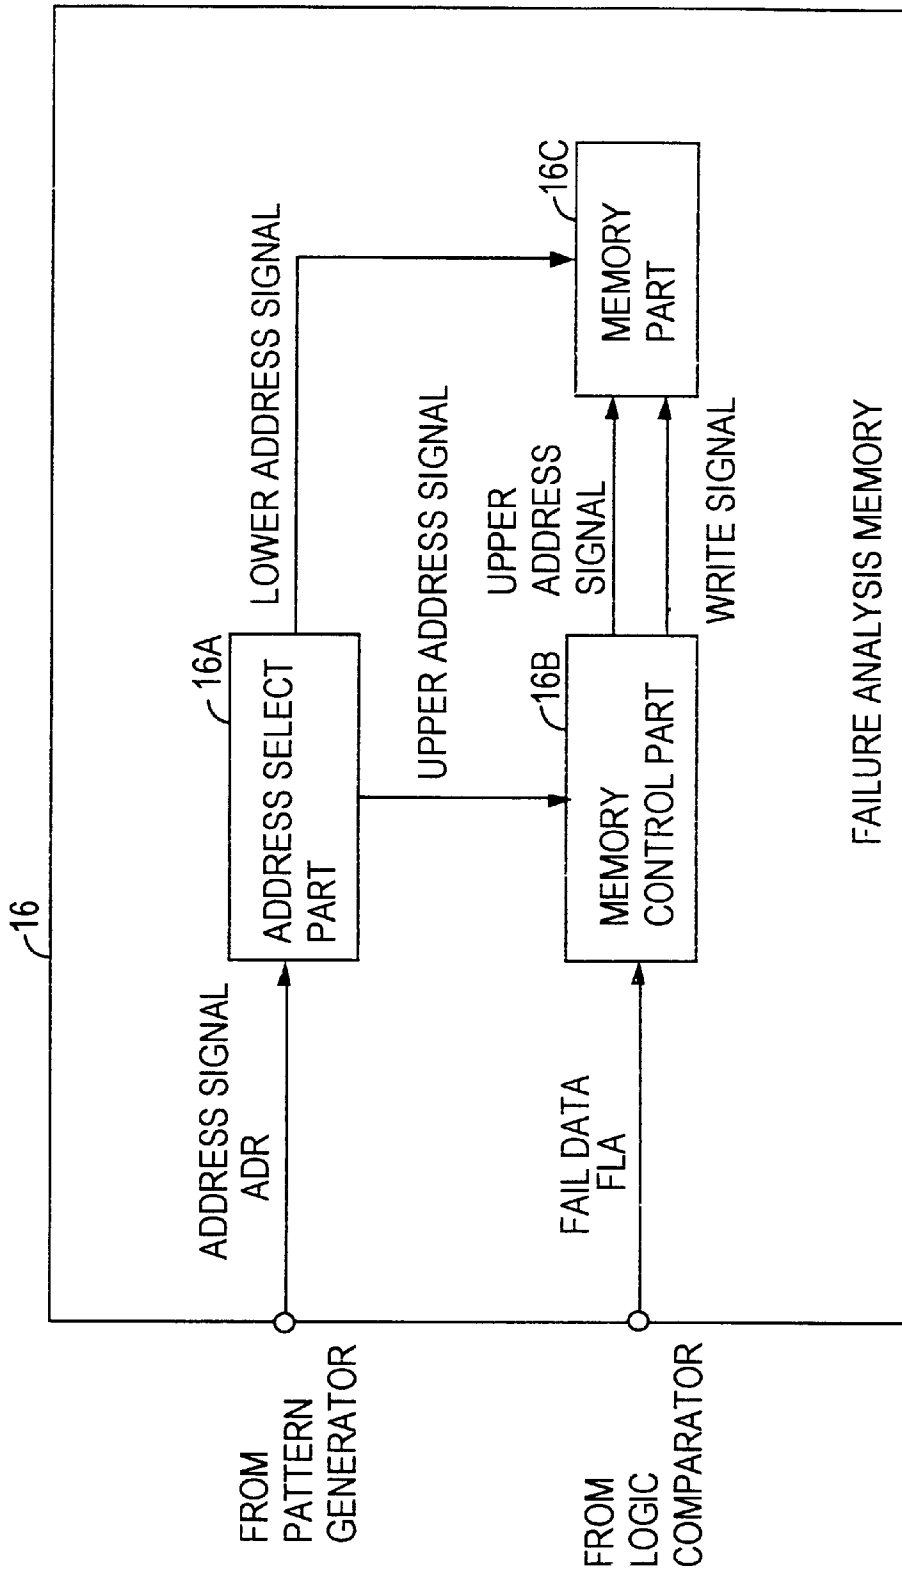 16
FROM
PATTERN
GENERATOR
ADDRESS SIGNAL
ADR
16A
ADDRESS SELECT
PART
LOWER ADDRESS SIGNAL
UPPER ADDRESS SIGNAL
16C
MEMORY
PART
FROM
LOGIC
COMPARATOR
FAIL DATA
FLA
16B
MEMORY
CONTROL PART
UPPER
ADDRESS
SIGNAL
WRITE SIGNAL
FAILURE ANALYSIS MEMORY